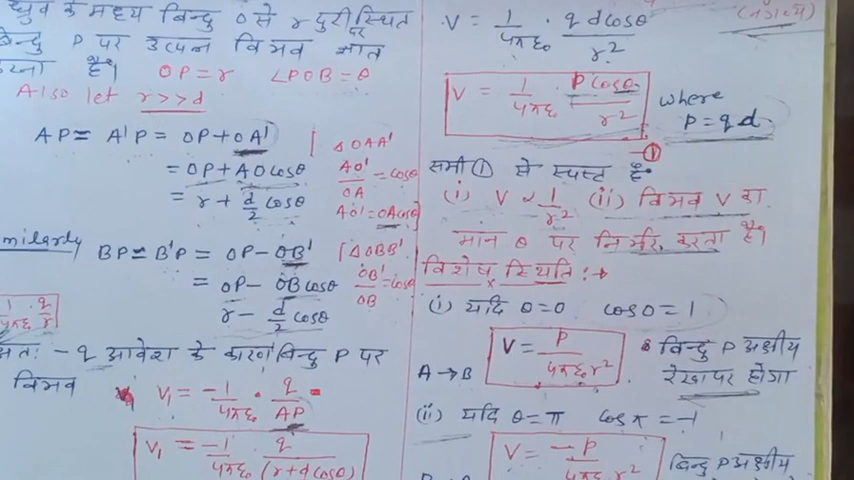 ध्रुव के मध्य बिन्दु O से r दूरी पर स्थित
बिन्दु P पर उत्पन्न विभव ज्ञात
करना है। OP = r ∠POB = θ
Also let r>>d
AP ≃ A'P = OP + OA'
= OP + AO cosθ
= r + d/2 cosθ
[ ΔOAA'
AO'/OA = cosθ
AO' = OA cosθ ]
Similarly BP ≃ B'P = OP - OB'
= OP - OB cosθ
r - d/2 cosθ
[ ΔOBB'
OB'/OB = cosθ
1/4πε₀ · q/r
अतः -q आवेश के कारण बिन्दु P पर
विभव V₁ = -1/4πε₀ · q/AP
V₁ = -1/4πε₀ · q/(r+d cosθ)
V = 1/4πε₀ · q d cosθ/r²
(नगण्य)
V = 1/4πε₀ · P cosθ/r² where
P = q.d
—①
समी ① से स्पष्ट है
(i) V ∝ 1/r² (ii) विभव V का
मान θ पर निर्भर करता है।
विशेष स्थिति :→
(i) यदि θ=0 cos0 = 1
A→B V = P/4πε₀r² बिन्दु P अक्षीय
रेखा पर होगा
(ii) यदि θ=π cosπ = -1
V = -P/4πε₀r² बिन्दु P अक्षीय